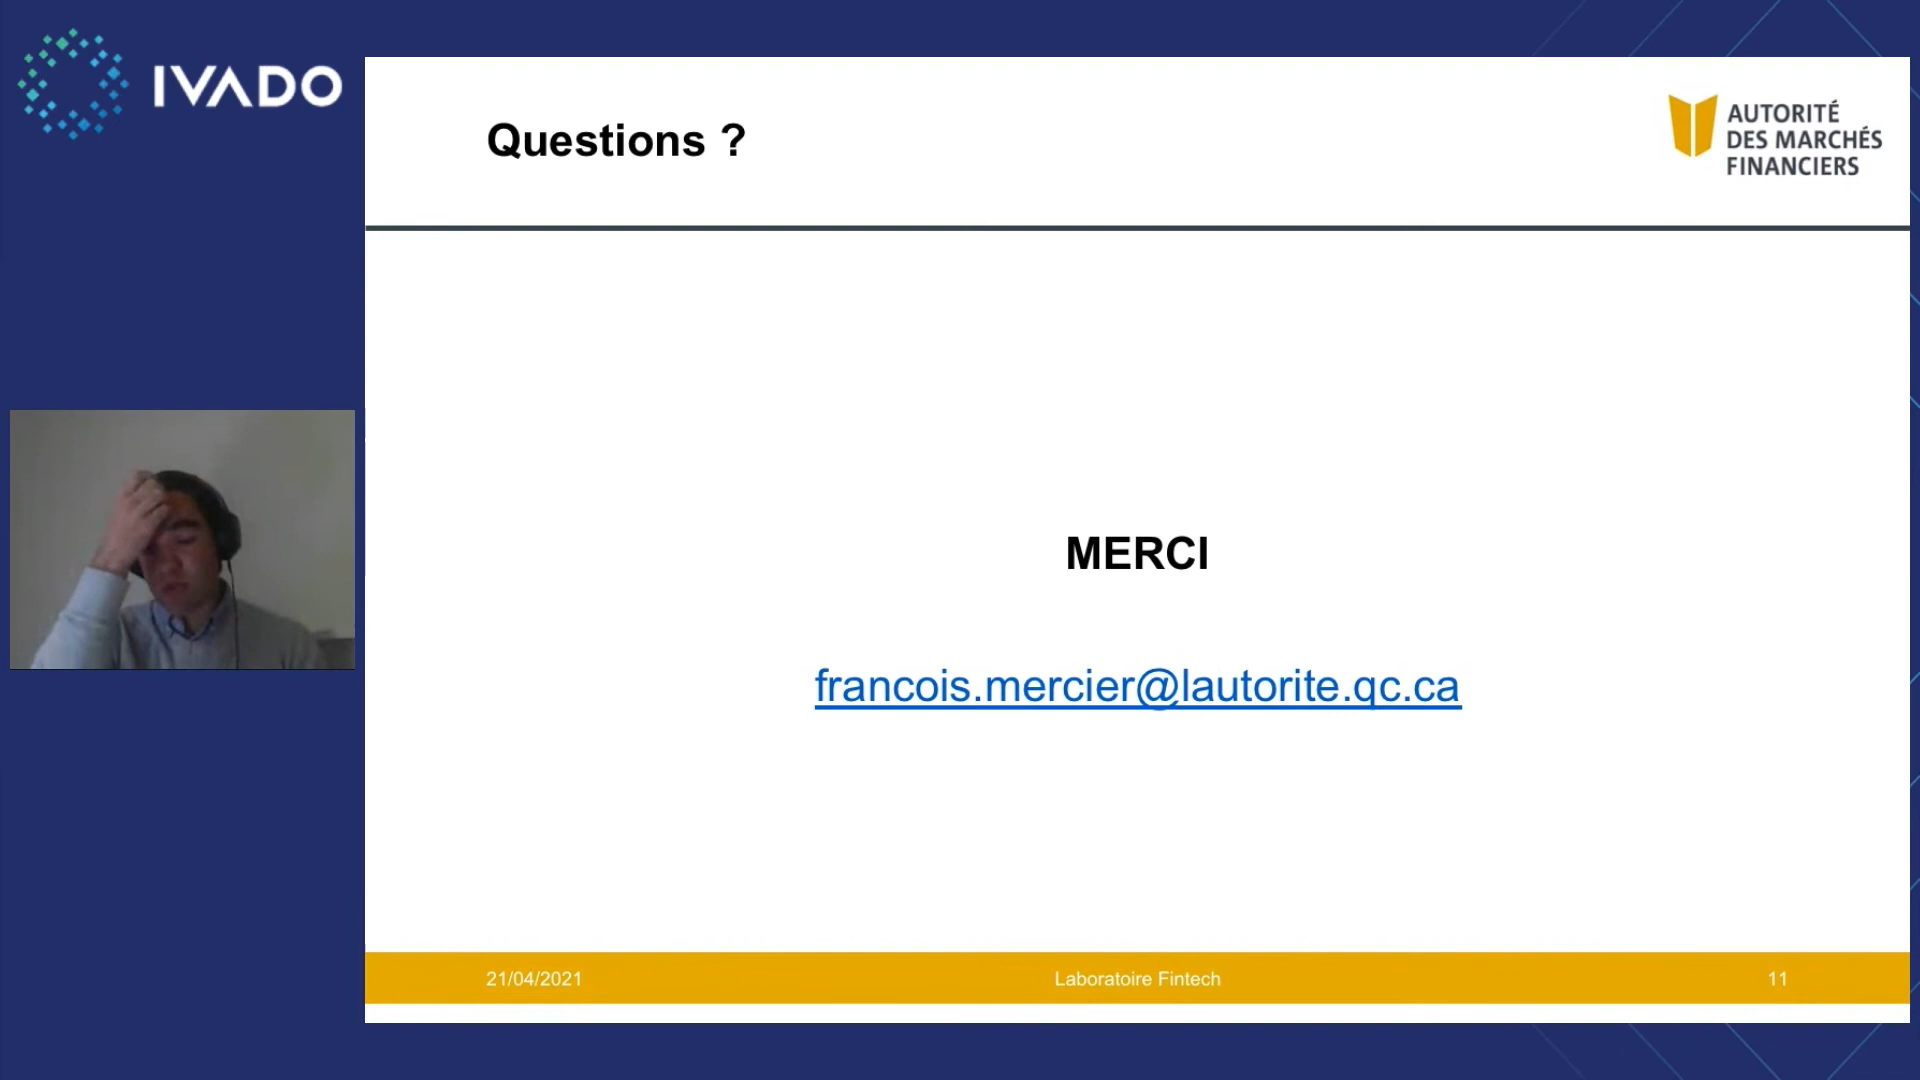 IVADO
Questions ?
AUTORITÉ
DES MARCHÉS
FINANCIERS
MERCI
francois.mercier@lautorite.qc.ca
21/04/2021
Laboratoire Fintech
11